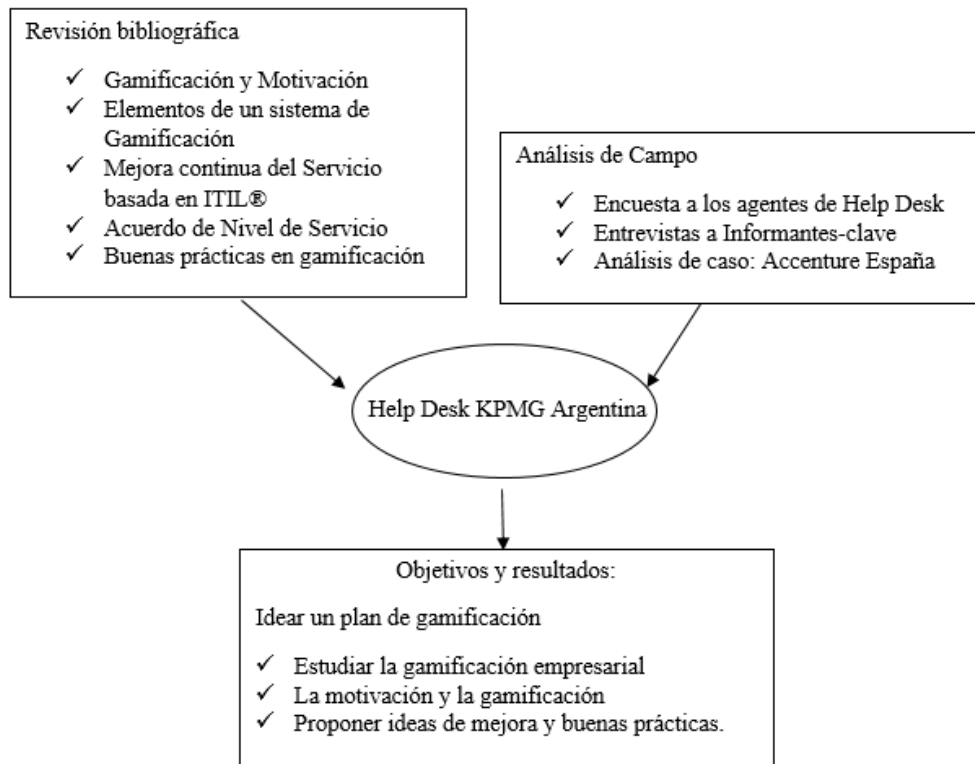 Revisión bibliográfica
✓ Gamificación y Motivación
✓ Elementos de un sistema de
Gamificación
✓ Mejora continua del Servicio
basada en ITIL®
✓ Acuerdo de Nivel de Servicio
✓ Buenas prácticas en gamificación
Análisis de Campo
✓ Encuesta a los agentes de Help Desk
✓ Entrevistas a Informantes-clave
✓ Análisis de caso: Accenture España
Help Desk KPMG Argentina
Objetivos y resultados:
Idear un plan de gamificación
✓ Estudiar la gamificación empresarial
✓ La motivación y la gamificación
✓ Proponer ideas de mejora y buenas prácticas.